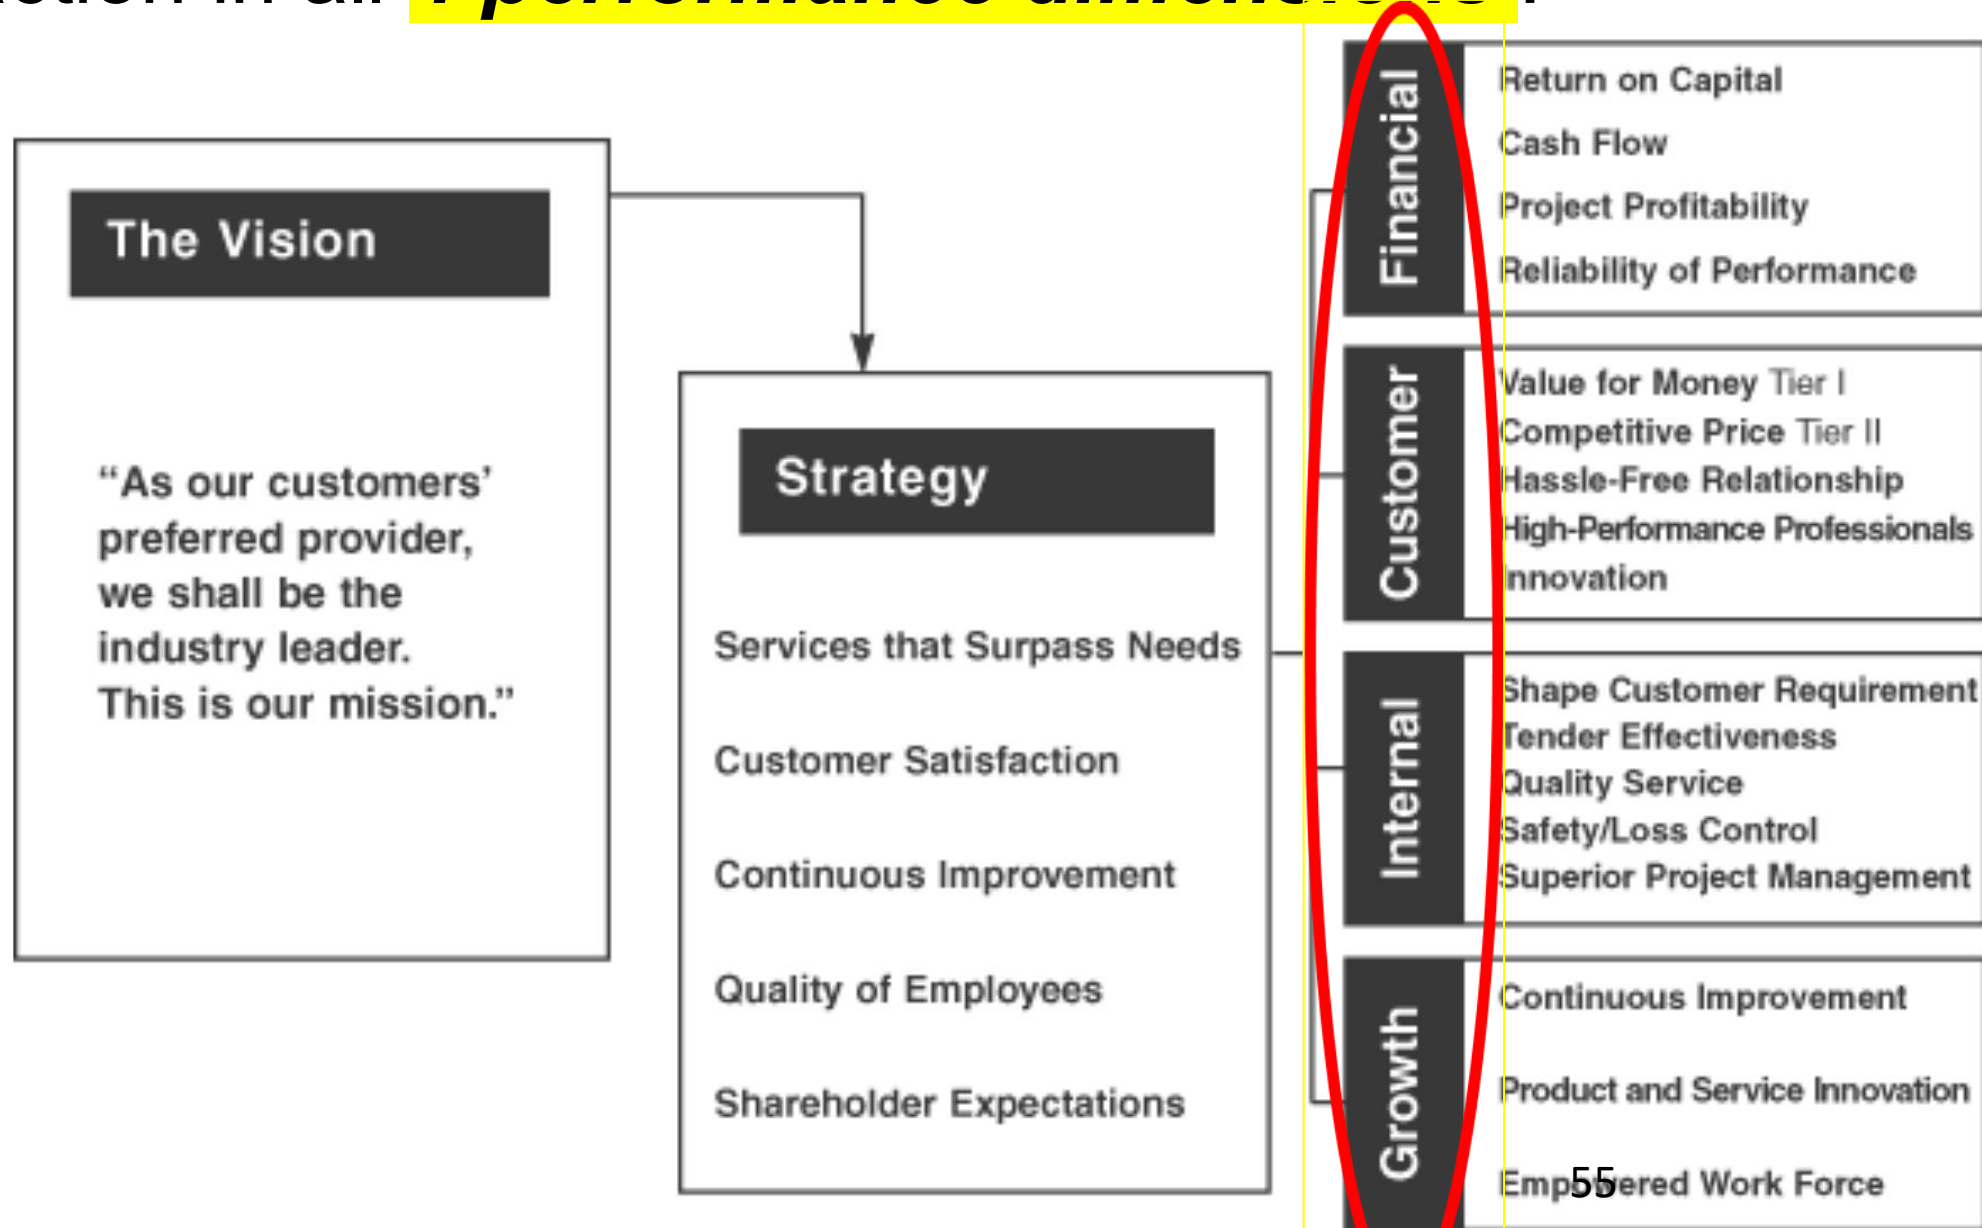 performance dimensions
The Vision
“As our customers’
preferred provider,
we shall be the
industry leader.
This is our mission.”
Strategy
Services that Surpass Needs
Customer Satisfaction
Continuous Improvement
Quality of Employees
Shareholder Expectations
Financial
Return on Capital
Cash Flow
Project Profitability
Reliability of Performance
Customer
Value for Money Tier I
Competitive Price Tier II
Hassle-Free Relationship
High-Performance Professionals
Innovation
Internal
Shape Customer Requirement
Tender Effectiveness
Quality Service
Safety/Loss Control
Superior Project Management
Growth
Continuous Improvement
Product and Service Innovation
Empowered Work Force
55